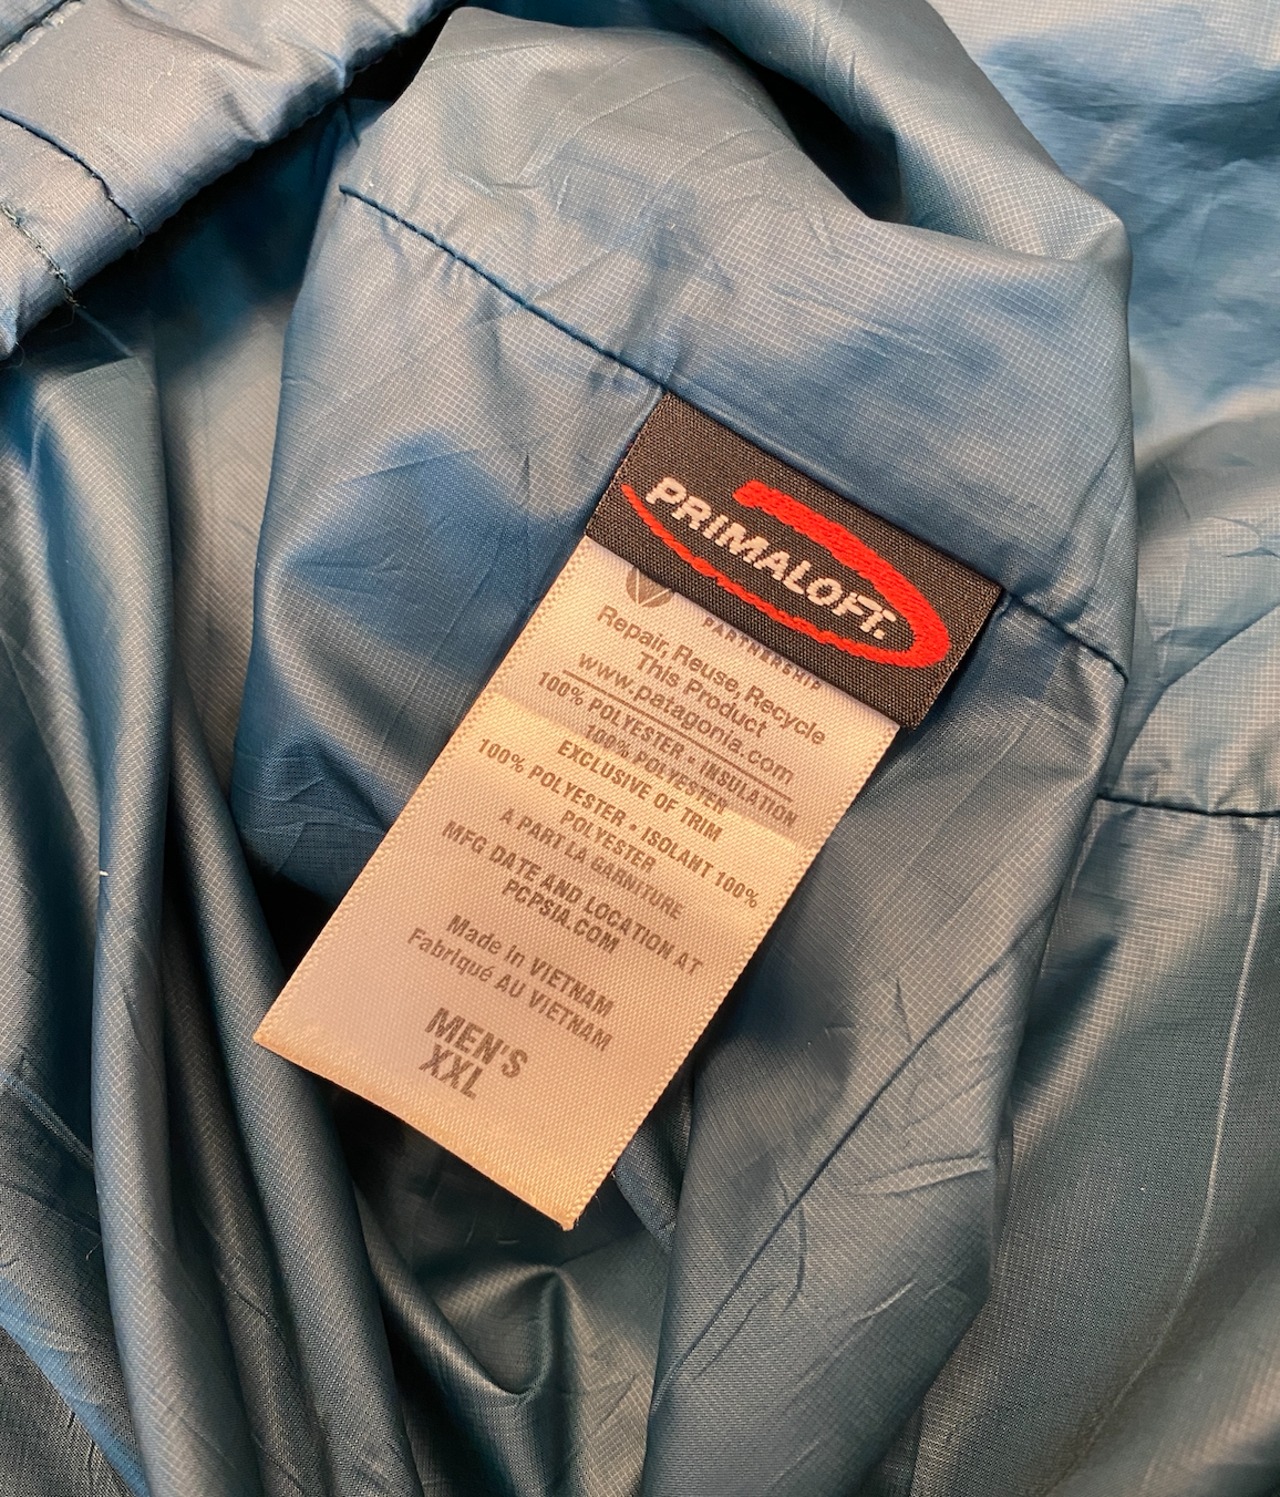 PRIMALOFT.
PARTNERSHIP
Repair, Reuse, Recycle
This Product
www.patagonia.com
100% POLYESTER • INSULATION
100% POLYESTER
EXCLUSIVE OF TRIM
100% POLYESTER • ISOLANT 100%
POLYESTER
A PART LA GARNITURE
MFG DATE AND LOCATION AT
PCPSIA.COM
Made in VIETNAM
Fabriqué AU VIETNAM
MEN'S
XXL